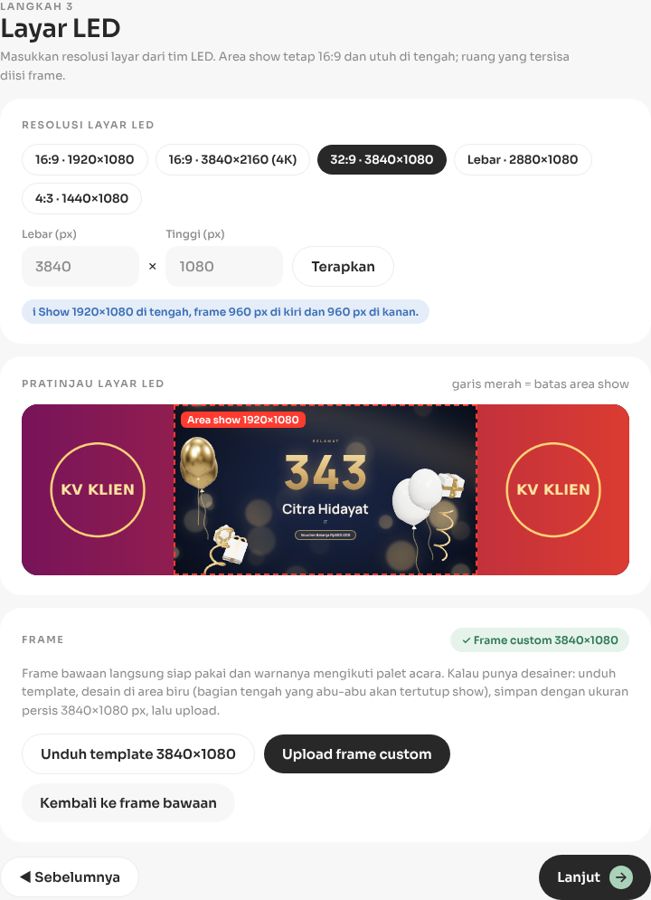 LANGKAH 3
Layar LED
Masukkan resolusi layar dari tim LED. Area show tetap 16:9 dan utuh di tengah; ruang yang tersisa
diisi frame.
RESOLUSI LAYAR LED
16:9 · 1920×1080
16:9 · 3840×2160 (4K)
32:9 · 3840×1080
Lebar · 2880×1080
4:3 · 1440×1080
Lebar (px)
Tinggi (px)
3840
×
1080
Terapkan
i Show 1920×1080 di tengah, frame 960 px di kiri dan 960 px di kanan.
PRATINJAU LAYAR LED
garis merah = batas area show
Area show 1920×1080
KV KLIEN
SELAMAT
343
Citra Hidayat
KV KLIEN
FRAME
✓ Frame custom 3840×1080
Frame bawaan langsung siap pakai dan warnanya mengikuti palet acara. Kalau punya desainer: unduh
template, desain di area biru (bagian tengah yang abu-abu akan tertutup show), simpan dengan ukuran
persis 3840×1080 px, lalu upload.
Unduh template 3840×1080
Upload frame custom
Kembali ke frame bawaan
◀ Sebelumnya
Lanjut →